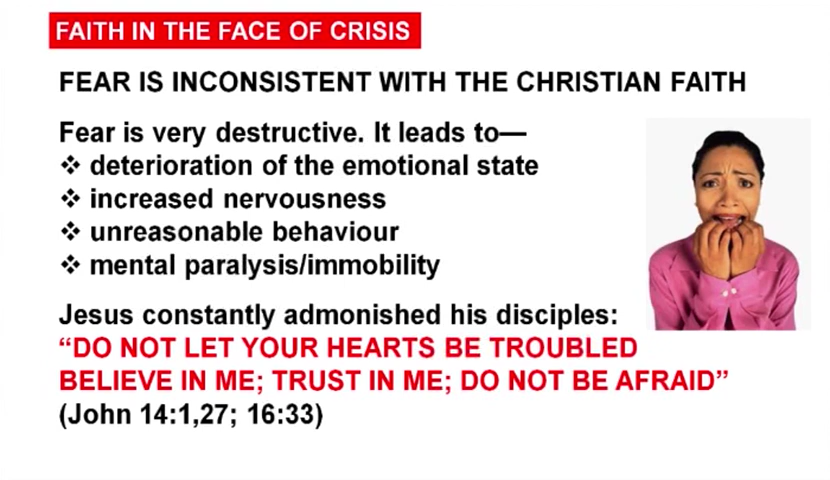 FAITH IN THE FACE OF CRISIS
FEAR IS INCONSISTENT WITH THE CHRISTIAN FAITH
Fear is very destructive. It leads to—
❖ deterioration of the emotional state
❖ increased nervousness
❖ unreasonable behaviour
❖ mental paralysis/immobility
Jesus constantly admonished his disciples:
“DO NOT LET YOUR HEARTS BE TROUBLED
BELIEVE IN ME; TRUST IN ME; DO NOT BE AFRAID”
(John 14:1,27; 16:33)